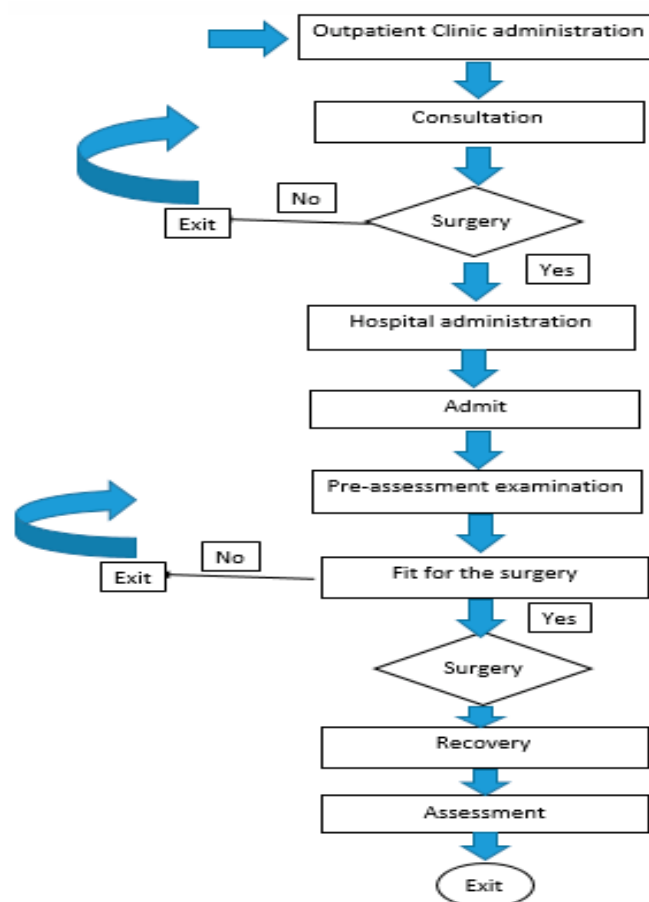 Outpatient Clinic administration
Consultation
No
Surgery
Exit
Yes
Hospital administration
Admit
Pre-assessment examination
No
Fit for the surgery
Exit
Yes
Surgery
Recovery
Assessment
Exit